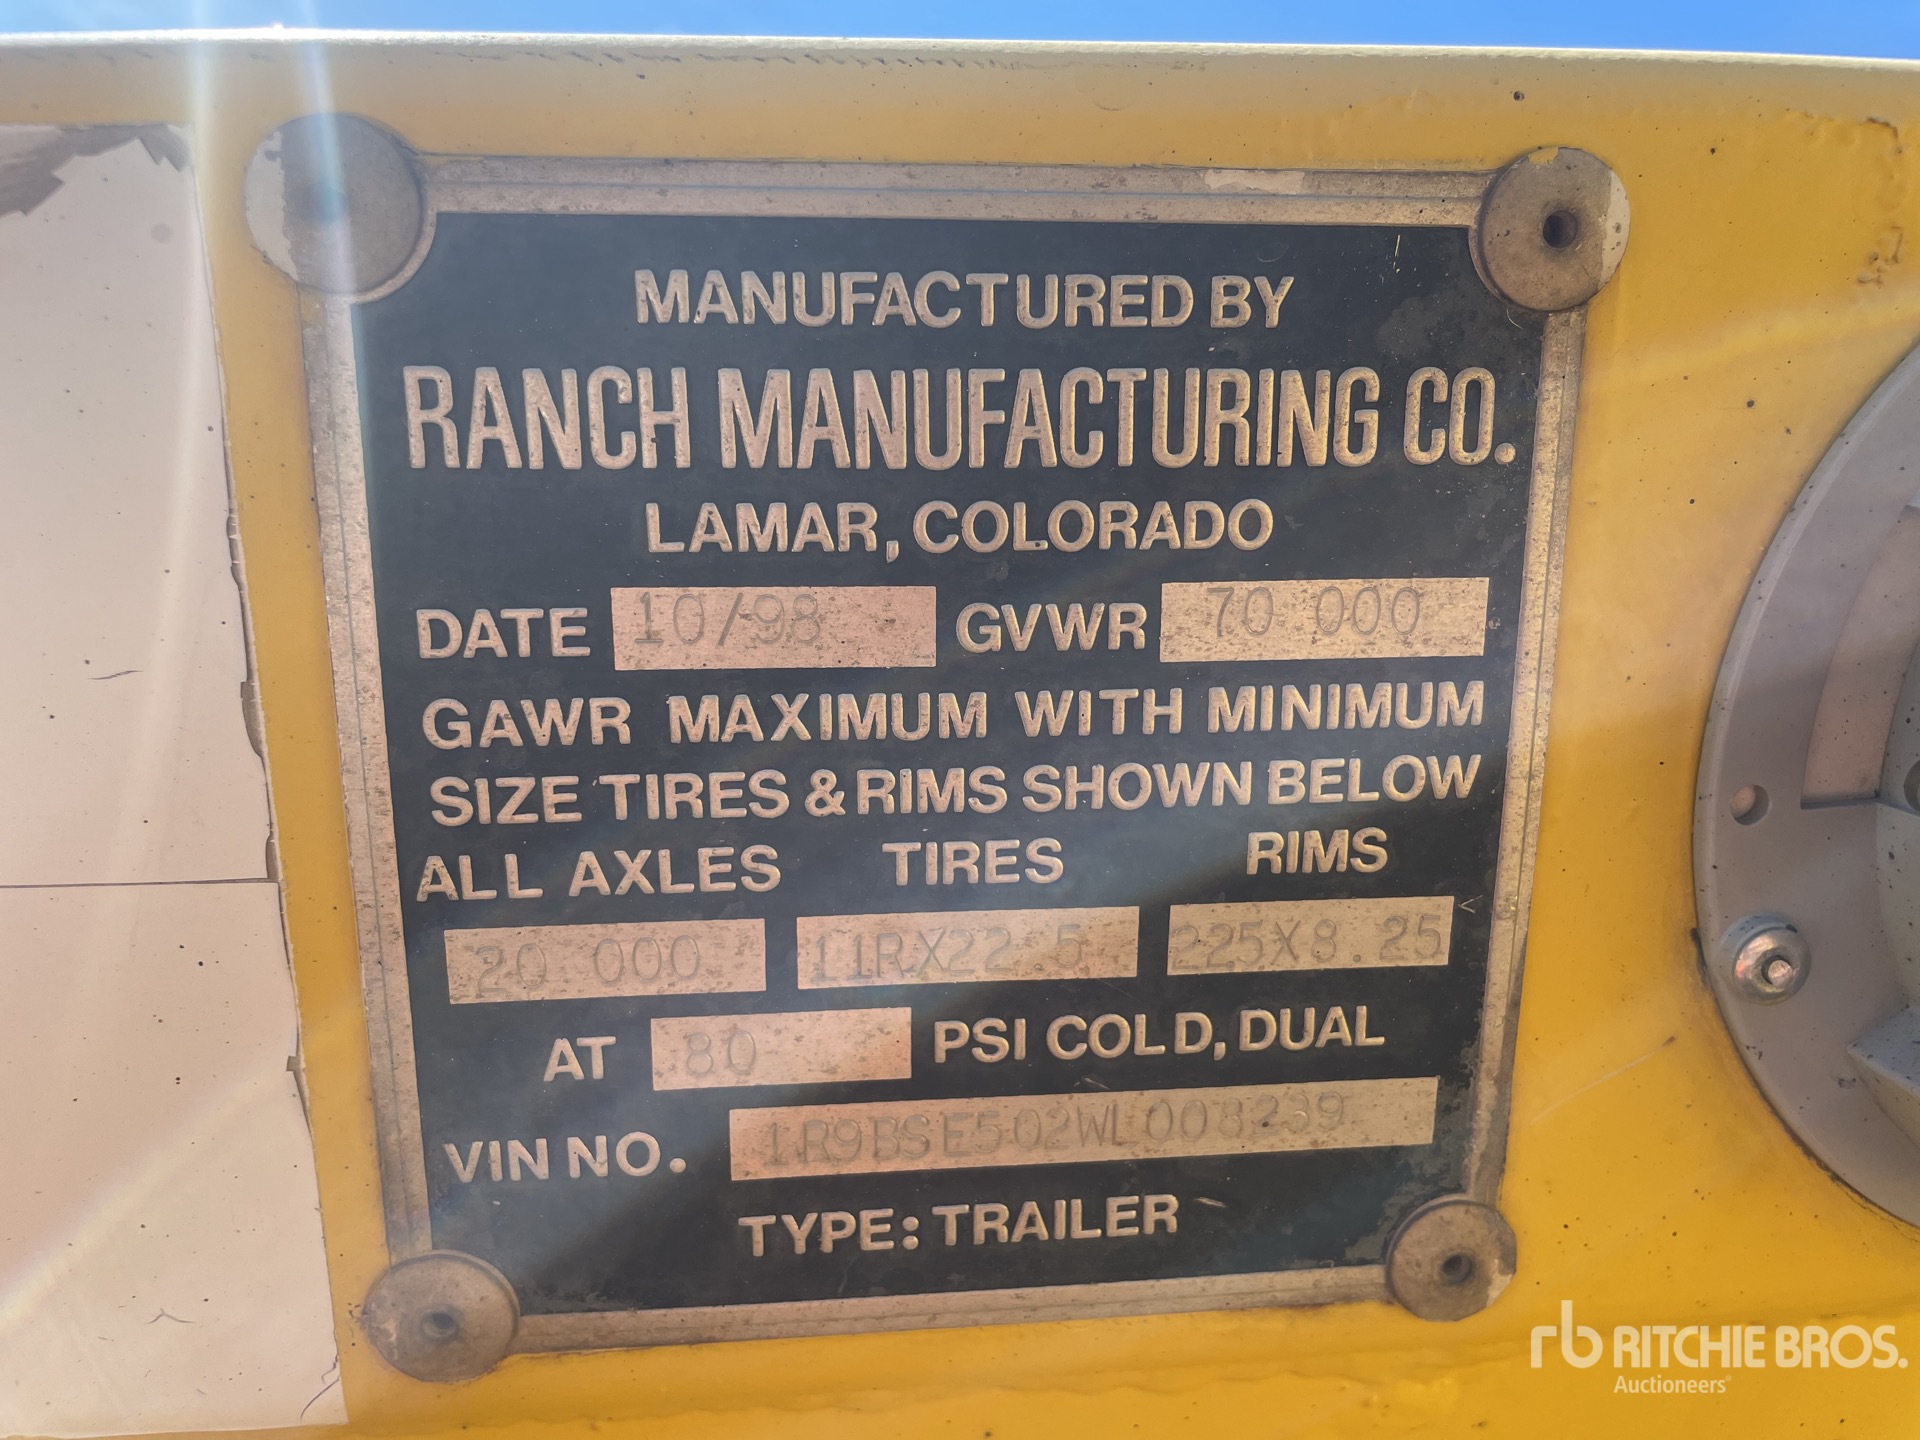 MANUFACTURED BY
RANCH MANUFACTURING CO.
LAMAR, COLORADO
DATE 10/98 GVWR 70 000
GAWR MAXIMUM WITH MINIMUM
SIZE TIRES & RIMS SHOWN BELOW
ALL AXLES TIRES RIMS
20 000 11RX22.5 225X8.25
AT 80 PSI COLD, DUAL
VIN NO. 1R9BSE502WL008239
TYPE: TRAILER
rb RITCHIE BROS.
Auctioneers